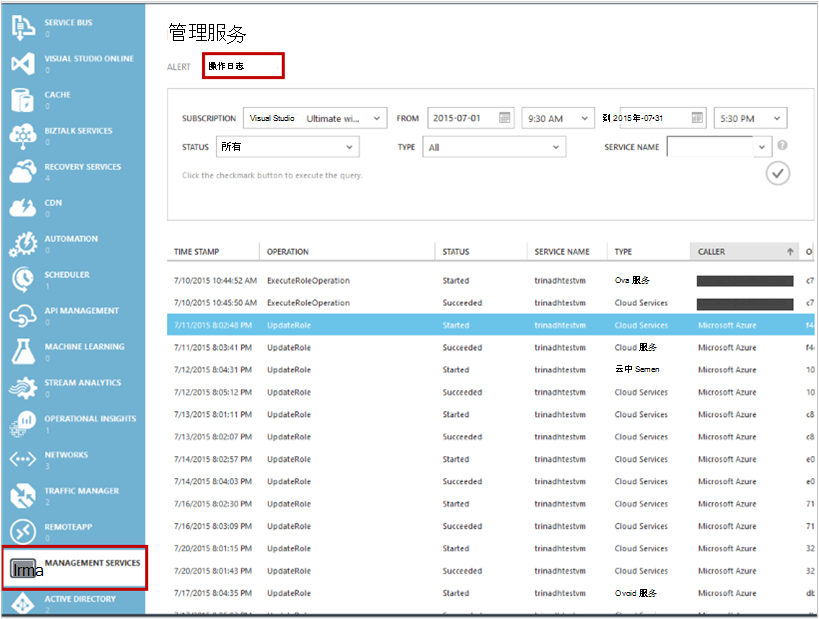 SERVICE BUS
0
VISUAL STUDIO ONLINE
0
CACHE
0
BIZTALK SERVICES
0
RECOVERY SERVICES
4
CDN
0
AUTOMATION
0
SCHEDULER
1
API MANAGEMENT
0
MACHINE LEARNING
0
STREAM ANALYTICS
0
OPERATIONAL INSIGHTS
1
NETWORKS
3
TRAFFIC MANAGER
2
REMOTEAPP
0
Irma MANAGEMENT SERVICES
ACTIVE DIRECTORY
2
管理服务
ALERT 操作日志
SUBSCRIPTION Visual Studio Ultimate wi... FROM 2015-07-01 9:30 AM 到 2015年-07-31 5:30 PM
STATUS 所有 TYPE All SERVICE NAME ?
Click the checkmark button to execute the query.
TIME STAMP OPERATION STATUS SERVICE NAME TYPE CALLER O
7/10/2015 10:44:52 AM ExecuteRoleOperation Started trinadhtestvm Ova 服务 c7
7/10/2015 10:45:50 AM ExecuteRoleOperation Succeeded trinadhtestvm Cloud Services c7
7/11/2015 8:02:48 PM UpdateRole Started trinadhtestvm Cloud Services Microsoft Azure f4
7/11/2015 8:03:41 PM UpdateRole Succeeded trinadhtestvm Cloud 服务 Microsoft Azure f4
7/12/2015 8:04:31 PM UpdateRole Started trinadhtestvm 云中 Semen Microsoft Azure 10
7/12/2015 8:05:12 PM UpdateRole Succeeded trinadhtestvm Cloud Services Microsoft Azure 10
7/13/2015 8:01:11 PM UpdateRole Started trinadhtestvm Cloud Services Microsoft Azure c8
7/13/2015 8:02:07 PM UpdateRole Succeeded trinadhtestvm Cloud Services Microsoft Azure c8
7/14/2015 8:02:57 PM UpdateRole Started trinadhtestvm Cloud Services Microsoft Azure e0
7/14/2015 8:04:03 PM UpdateRole Succeeded trinadhtestvm Cloud Services Microsoft Azure e0
7/16/2015 8:02:30 PM UpdateRole Started trinadhtestvm Cloud Services Microsoft Azure 71
7/16/2015 8:03:09 PM UpdateRole Succeeded trinadhtestvm Cloud Services Microsoft Azure 71
7/20/2015 8:01:15 PM UpdateRole Started trinadhtestvm Cloud Services Microsoft Azure 32
7/20/2015 8:01:43 PM UpdateRole Succeeded trinadhtestvm Cloud Services Microsoft Azure 32
7/17/2015 8:04:35 PM UpdateRole Started trinadhtestvm Ovoid 服务 Microsoft Azure db